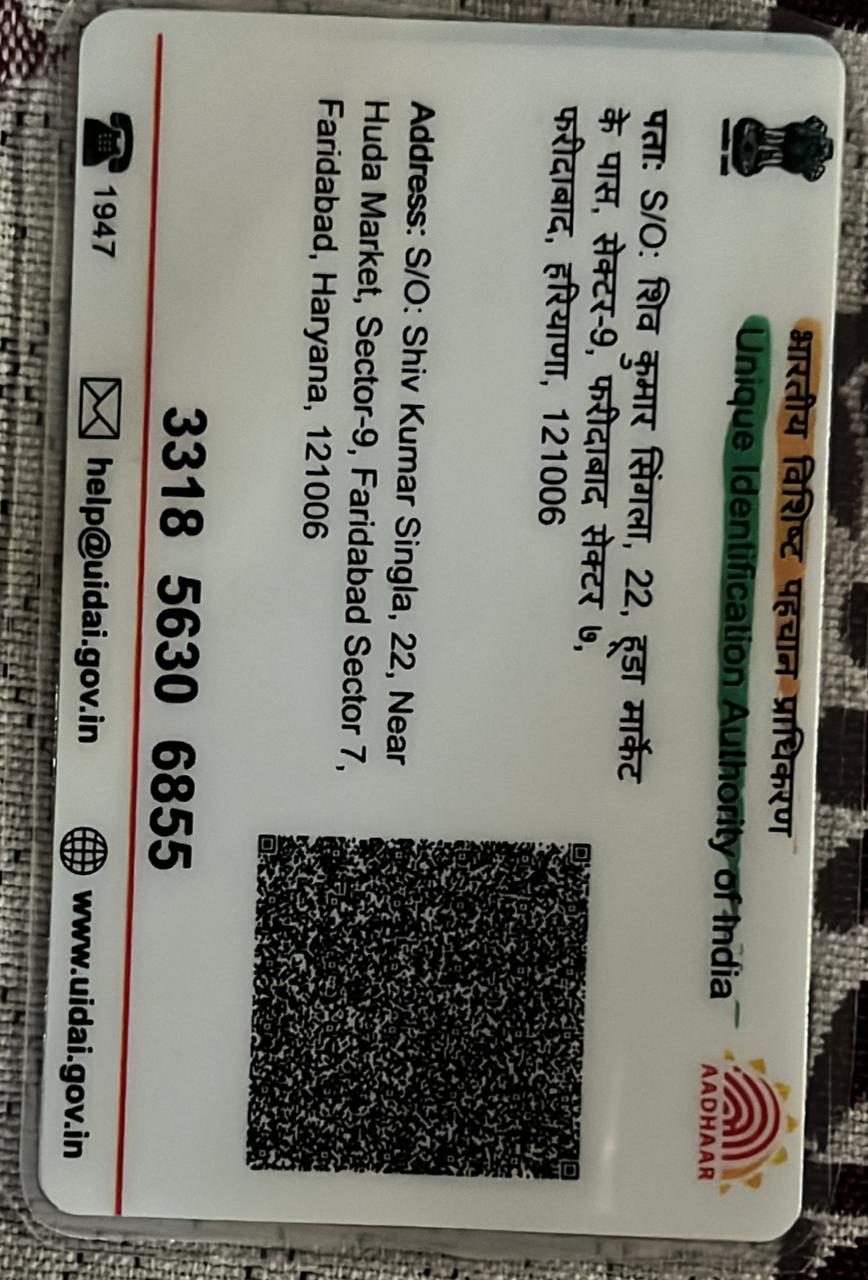 भारतीय विशिष्ट पहचान प्राधिकरण
Unique Identification Authority of India
AADHAAR
पताः S/O: शिव कुमार सिंगला, 22, हूडा मार्केट
के पास, सेक्टर-9, फरीदाबाद सेक्टर ७,
फरीदाबाद, हरियाणा, 121006
Address: S/O: Shiv Kumar Singla, 22, Near
Huda Market, Sector-9, Faridabad Sector 7,
Faridabad, Haryana, 121006
3318 5630 6855
1947 help@uidai.gov.in www.uidai.gov.in